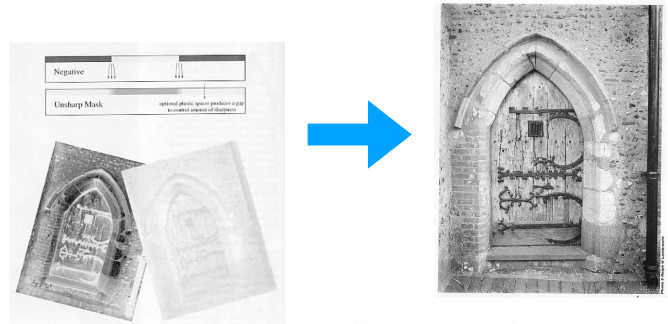 Negative
Unsharp Mask
optional plastic spacer produces a gap
to control amount of sharpness